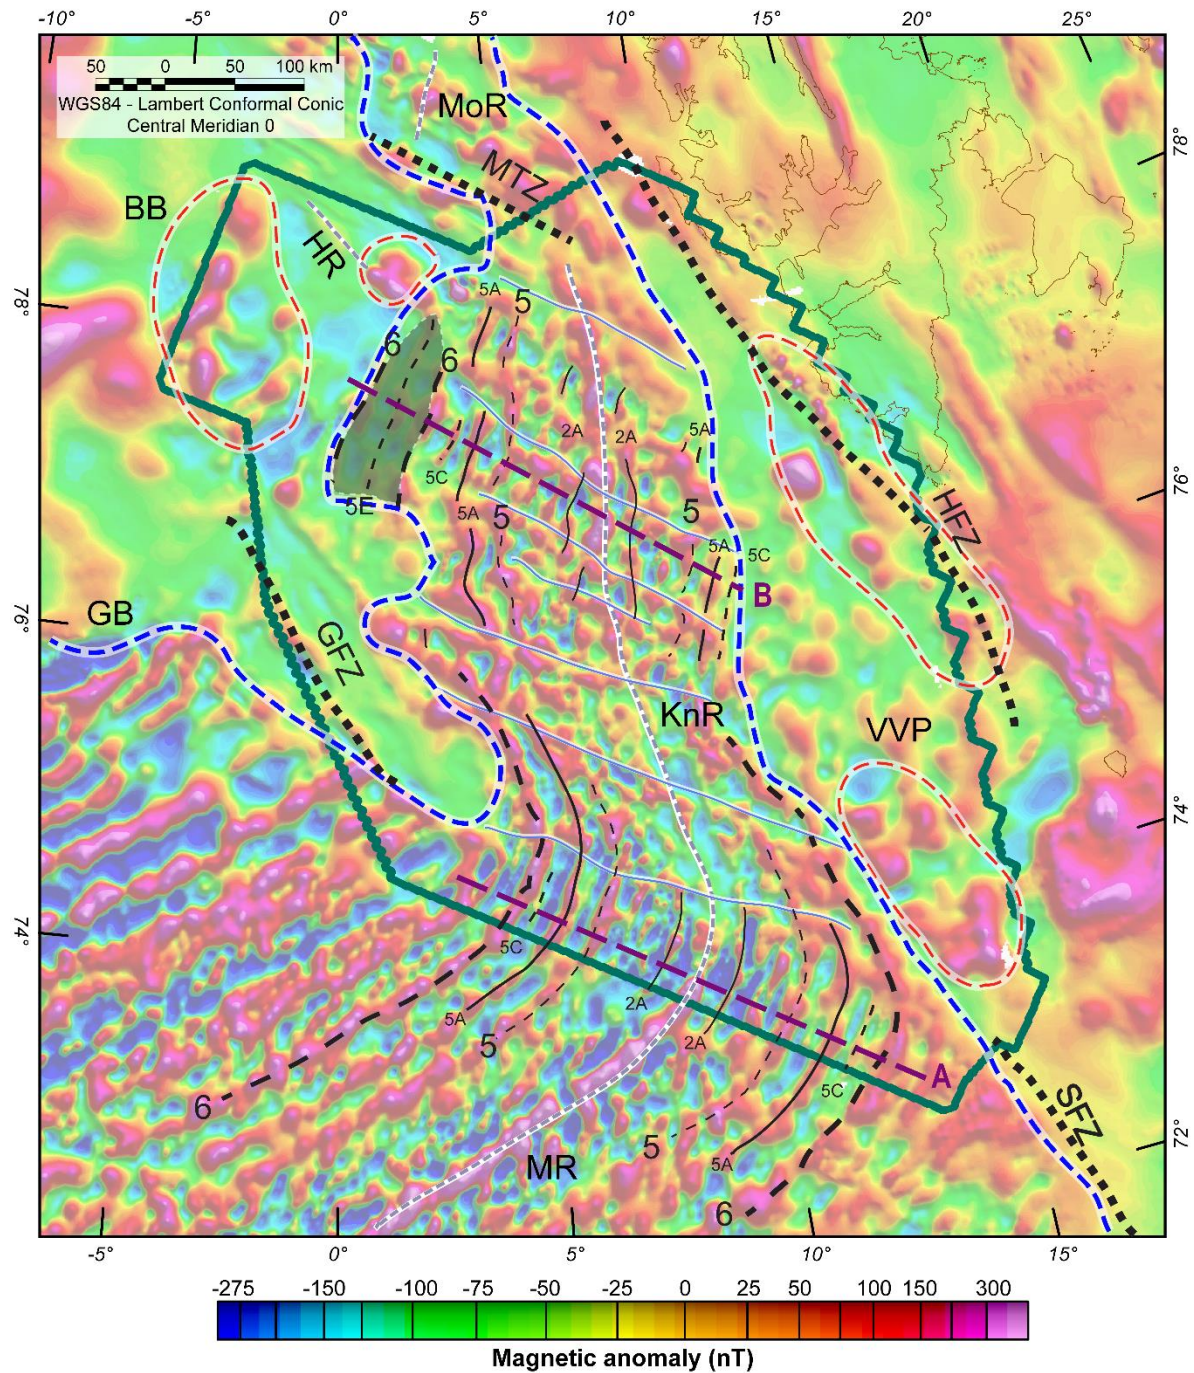 -10° -5° 0° 5° 10° 15° 20° 25°
50 0 50 100 km
WGS84 - Lambert Conformal Conic
Central Meridian 0
MoR
MTZ
78°
BB
HR
5A
5
78°
6
6
2A
2A
5A
5C
5E
5A
5
5
76°
HFZ
5A
5C
B
GB
76°
GFZ
KnR
VVP
74°
74°
5C
2A
5A
2A
5
A
5C
SFZ
6
5
5A
MR
72°
6
-5° 0° 5° 10° 15°
-275 -150 -100 -75 -50 -25 0 25 50 100 150 300
Magnetic anomaly (nT)